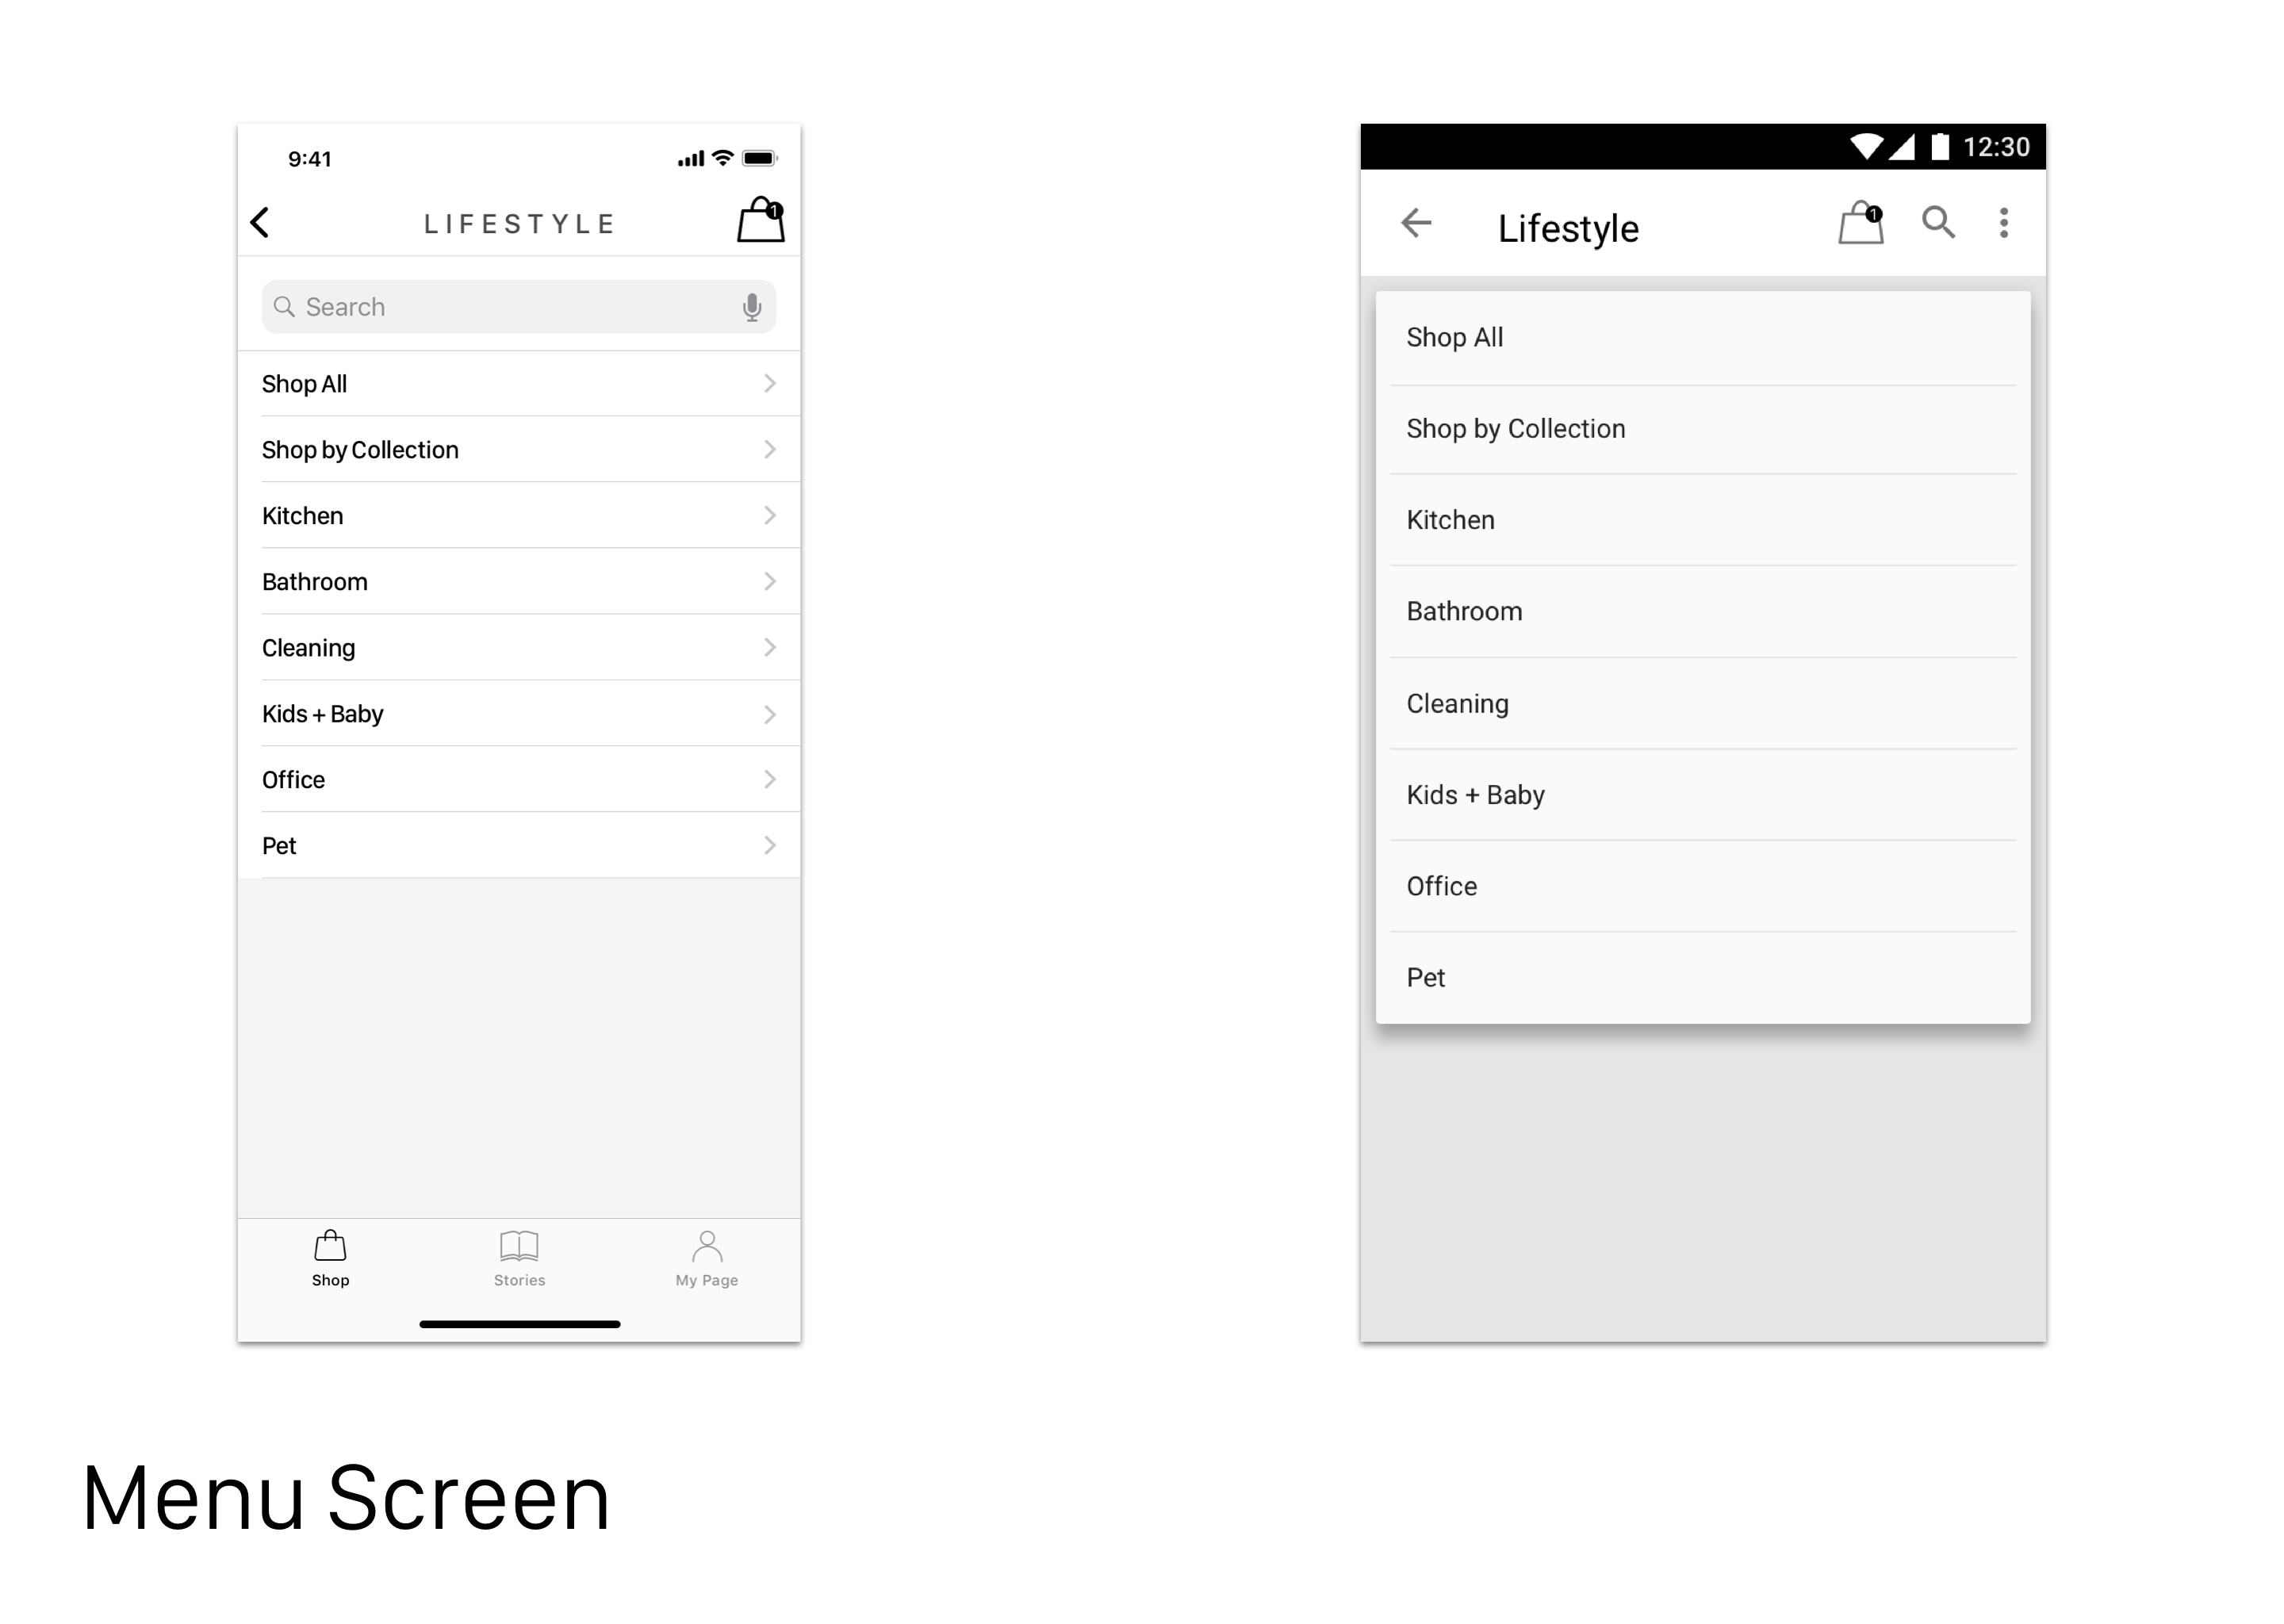 9:41
LIFESTYLE
1
Search
Shop All
Shop by Collection
Kitchen
Bathroom
Cleaning
Kids + Baby
Office
Pet
Shop
Stories
My Page
12:30
Lifestyle
1
Shop All
Shop by Collection
Kitchen
Bathroom
Cleaning
Kids + Baby
Office
Pet
Menu Screen